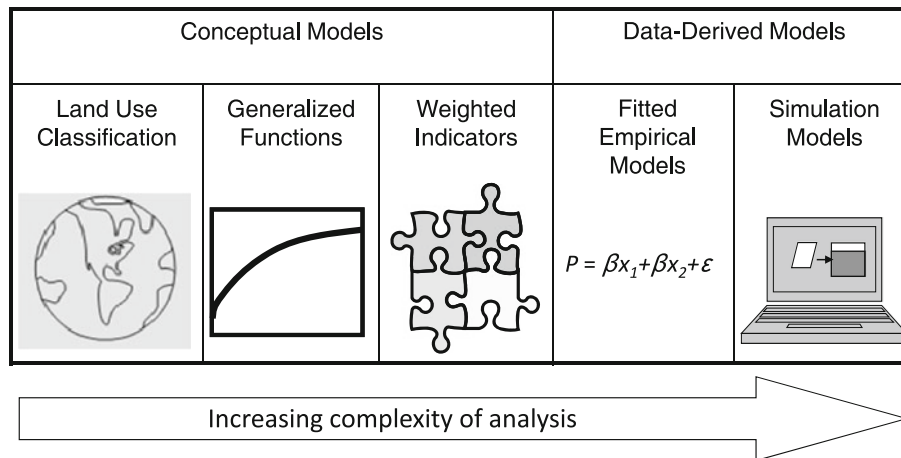 Conceptual Models
Data-Derived Models
Land Use
Classification
Generalized
Functions
Weighted
Indicators
Fitted
Empirical
Models
Simulation
Models
P = βx₁+βx₂+ε
Increasing complexity of analysis